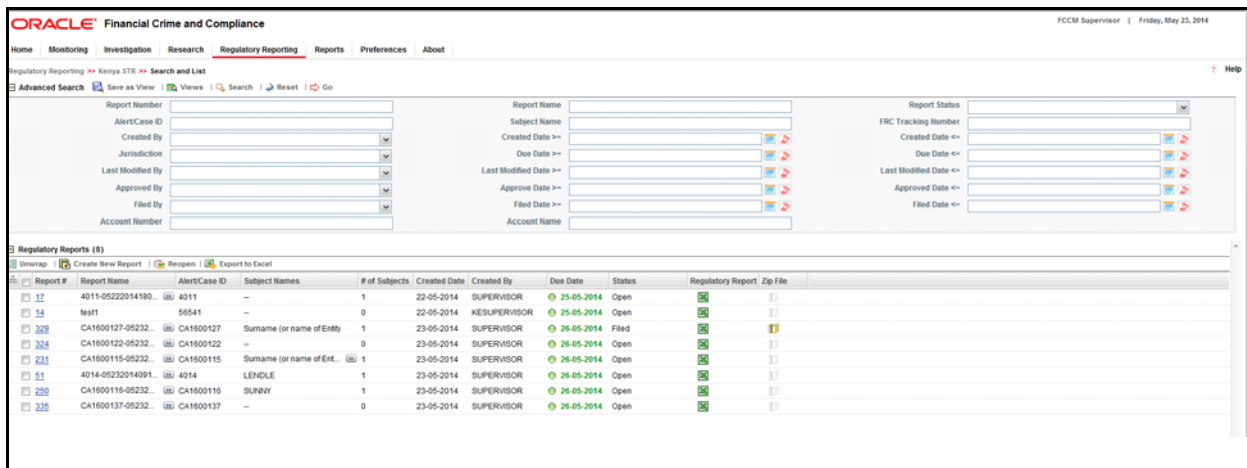 ORACLE® Financial Crime and Compliance
FCCM Supervisor | Friday, May 23, 2014
Home Monitoring Investigation Research Regulatory Reporting Reports Preferences About
Regulatory Reporting >> Kenya STR >> Search and List
? Help
Advanced Search Save as View | Views | Search | Reset | Go
Report Number Report Name Report Status
Alert/Case ID Subject Name FRC Tracking Number
Created By Created Date >= Created Date <=
Jurisdiction Due Date >= Due Date <=
Last Modified By Last Modified Date >= Last Modified Date <=
Approved By Approve Date >= Approved Date <=
Filed By Filed Date >= Filed Date <=
Account Number Account Name
Regulatory Reports (8)
Unwrap | Create New Report | Reopen | Export to Excel
Report # Report Name Alert/Case ID Subject Names # of Subjects Created Date Created By Due Date Status Regulatory Report Zip File
17 4011-05222014180... 4011 -- 1 22-05-2014 SUPERVISOR 25-05-2014 Open
14 test1 56541 -- 0 22-05-2014 KESUPERVISOR 25-05-2014 Open
329 CA1600127-05232... CA1600127 Surname (or name of Entity 1 23-05-2014 SUPERVISOR 26-05-2014 Filed
324 CA1600122-05232... CA1600122 -- 0 23-05-2014 SUPERVISOR 26-05-2014 Open
231 CA1600115-05232... CA1600115 Surname (or name of Ent... 1 23-05-2014 SUPERVISOR 26-05-2014 Open
51 4014-05232014091... 4014 LENDLE 1 23-05-2014 SUPERVISOR 26-05-2014 Open
250 CA1600116-05232... CA1600116 SUNNY 1 23-05-2014 SUPERVISOR 26-05-2014 Open
335 CA1600137-05232... CA1600137 -- 0 23-05-2014 SUPERVISOR 26-05-2014 Open